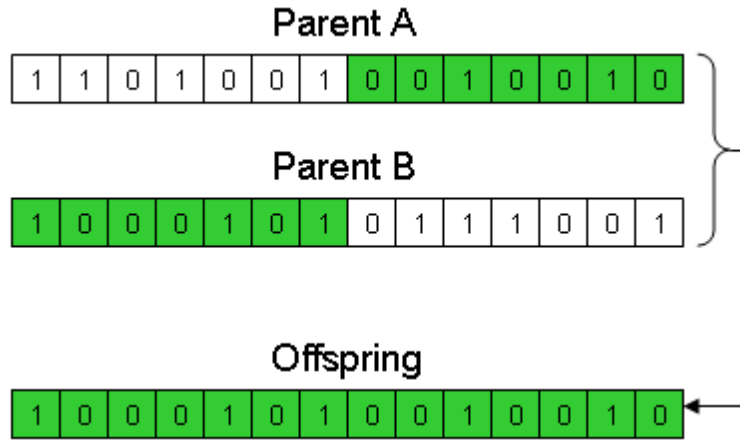 Parent A
1 1 0 1 0 0 1 0 0 1 0 0 1 0
Parent B
1 0 0 0 1 0 1 0 1 1 1 0 0 1
Offspring
1 0 0 0 1 0 1 0 0 1 0 0 1 0